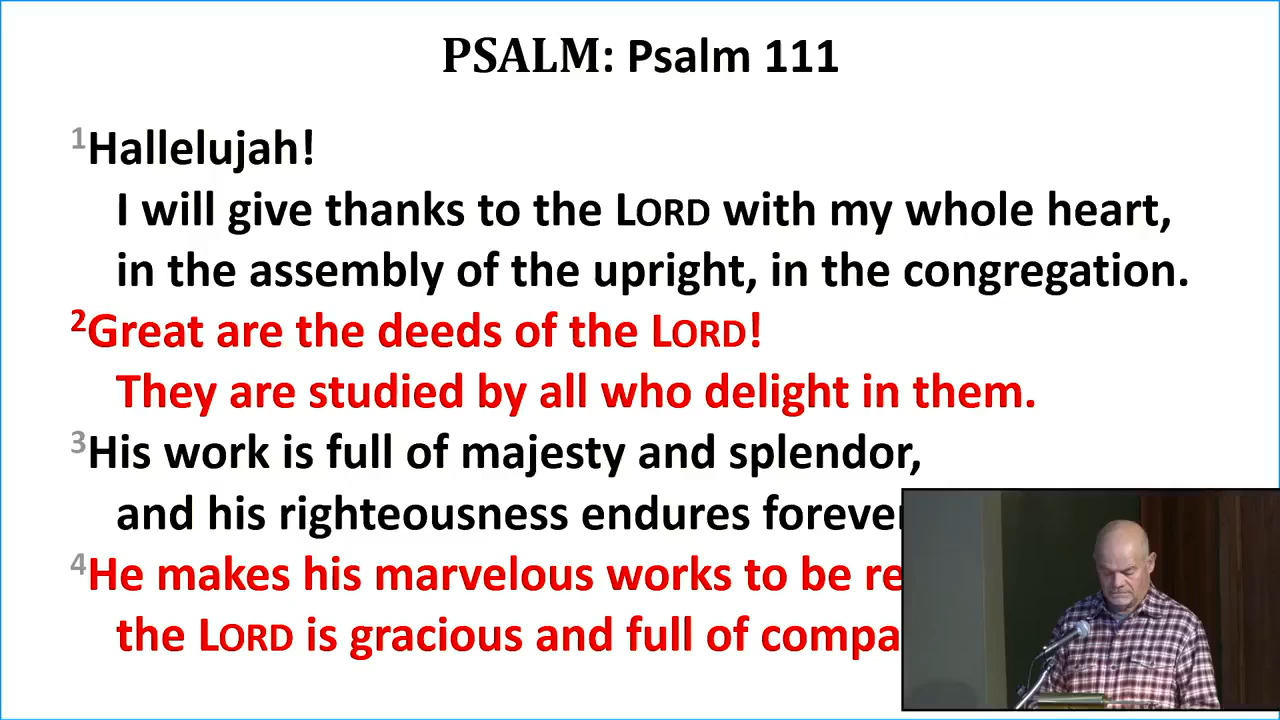 PSALM: Psalm 111
1Hallelujah!
I will give thanks to the LORD with my whole heart,
in the assembly of the upright, in the congregation.
2Great are the deeds of the LORD!
They are studied by all who delight in them.
3His work is full of majesty and splendor,
and his righteousness endures
4He makes his marvelous works to be
the LORD is gracious and full of